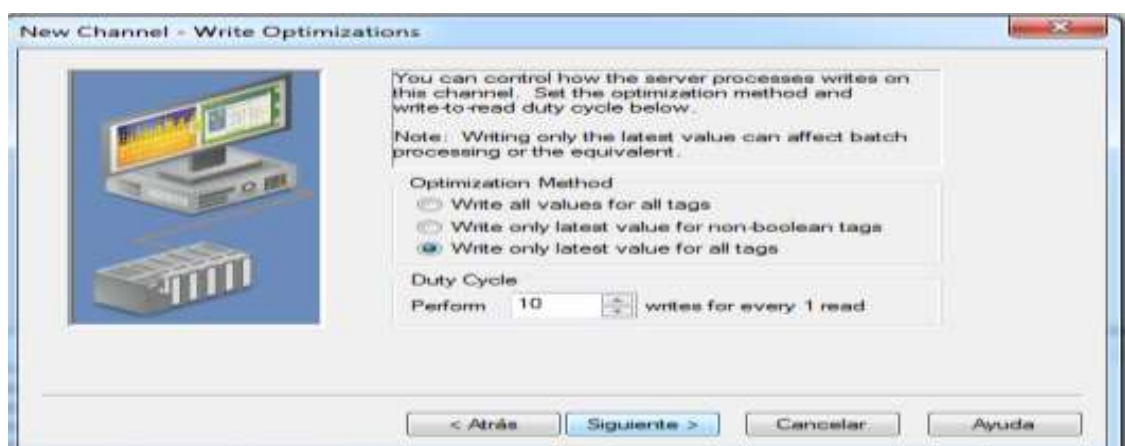 New Channel - Write Optimizations
You can control how the server processes writes on
this channel. Set the optimization method and
write-to-read duty cycle below.
Note: Writing only the latest value can affect batch
processing or the equivalent.
Optimization Method
Write all values for all tags
Write only latest value for non-boolean tags
Write only latest value for all tags
Duty Cycle
Perform 10 writes for every 1 read
< Atrás Siguiente > Cancelar Ayuda